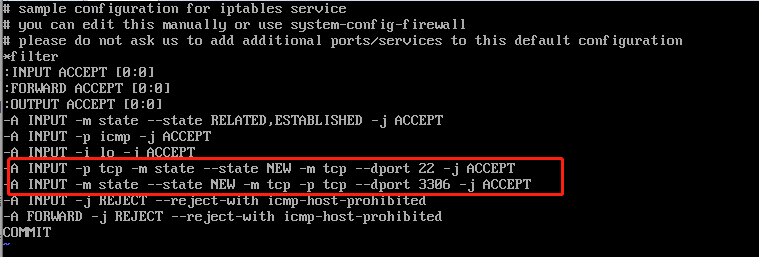 # sample configuration for iptables service
# you can edit this manually or use system-config-firewall
# please do not ask us to add additional ports/services to this default configuration
*filter
:INPUT ACCEPT [0:0]
:FORWARD ACCEPT [0:0]
:OUTPUT ACCEPT [0:0]
-A INPUT -m state --state RELATED,ESTABLISHED -j ACCEPT
-A INPUT -p icmp -j ACCEPT
-A INPUT -i lo -j ACCEPT
-A INPUT -p tcp -m state --state NEW -m tcp --dport 22 -j ACCEPT
-A INPUT -m state --state NEW -m tcp -p tcp --dport 3306 -j ACCEPT
-A INPUT -j REJECT --reject-with icmp-host-prohibited
-A FORWARD -j REJECT --reject-with icmp-host-prohibited
COMMIT
~